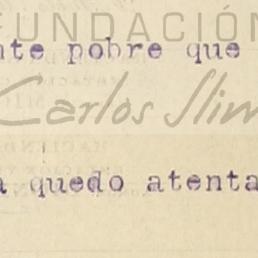 FUNDACIÓN
nte pobre que
Carlos Slim
a quedo atenta